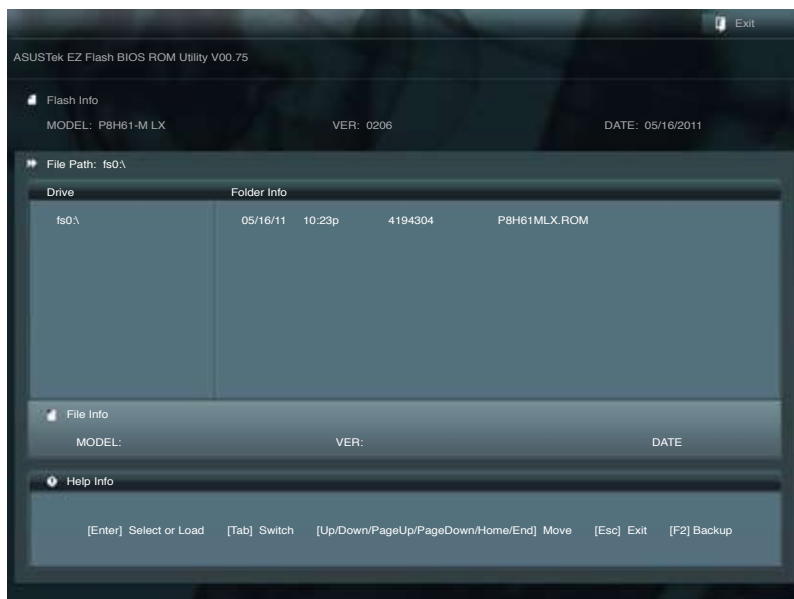 Exit
ASUSTek EZ Flash BIOS ROM Utility V00.75
Flash Info
MODEL: P8H61-M LX VER: 0206 DATE: 05/16/2011
File Path: fs0:\
Drive Folder Info
fs0:\ 05/16/11 10:23p 4194304 P8H61MLX.ROM
File Info
MODEL: VER: DATE
Help Info
[Enter] Select or Load [Tab] Switch [Up/Down/PageUp/PageDown/Home/End] Move [Esc] Exit [F2] Backup